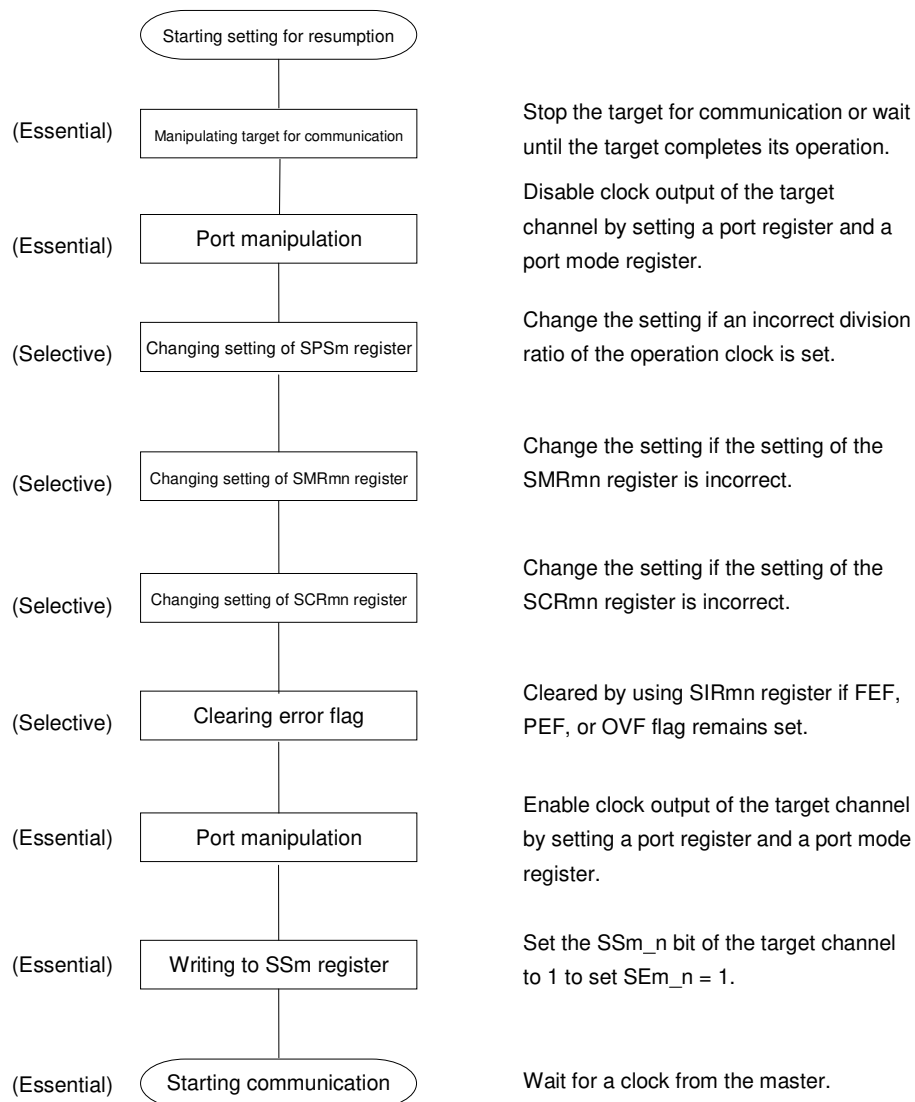 Starting setting for resumption
(Essential)
Manipulating target for communication
Stop the target for communication or wait
until the target completes its operation.
(Essential)
Port manipulation
Disable clock output of the target
channel by setting a port register and a
port mode register.
(Selective)
Changing setting of SPSm register
Change the setting if an incorrect division
ratio of the operation clock is set.
(Selective)
Changing setting of SMRmn register
Change the setting if the setting of the
SMRmn register is incorrect.
(Selective)
Changing setting of SCRmn register
Change the setting if the setting of the
SCRmn register is incorrect.
(Selective)
Clearing error flag
Cleared by using SIRmn register if FEF,
PEF, or OVF flag remains set.
(Essential)
Port manipulation
Enable clock output of the target channel
by setting a port register and a port mode
register.
(Essential)
Writing to SSm register
Set the SSm_n bit of the target channel
to 1 to set SEm_n = 1.
(Essential)
Starting communication
Wait for a clock from the master.